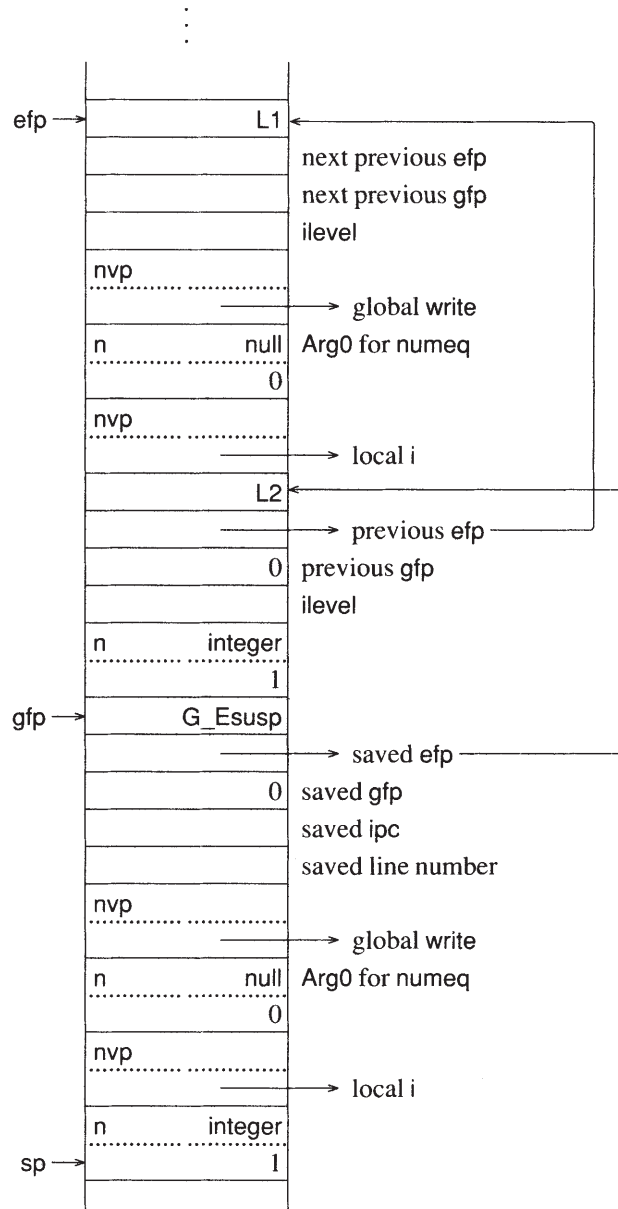 efp L1
next previous efp
next previous gfp
ilevel
nvp
global write
n null Arg0 for numeq
0
nvp
local i
L2
previous efp
0 previous gfp
ilevel
n integer
1
gfp G_Esusp
saved efp
0 saved gfp
saved ipc
saved line number
nvp
global write
n null Arg0 for numeq
0
nvp
local i
n integer
sp 1